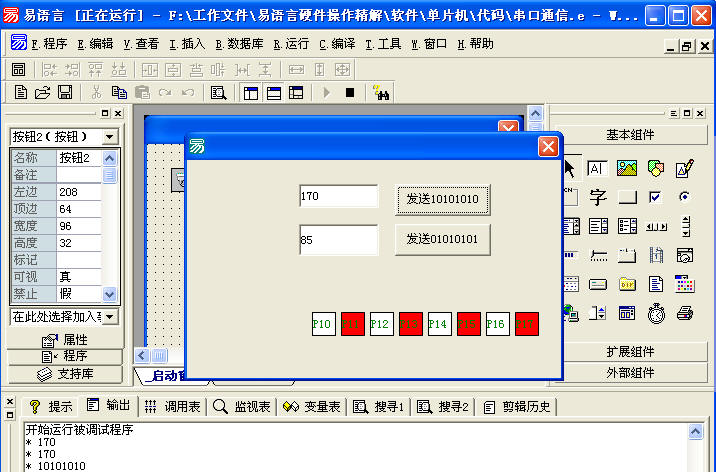 易语言 [正在运行] - F:\工作文件\易语言硬件操作精解\软件\单片机\代码\串口通信.e - W...
F.程序 E.编辑 V.查看 I.插入 B.数据库 R.运行 C.编译 T.工具 W.窗口 H.帮助
按钮2（按钮）
名称 按钮2
备注
左边 208
顶边 64
宽度 96
高度 32
标记
可视 真
禁止 假
在此处选择加入
属性
程序
支持库
170
发送10101010
85
发送01010101
P10 P11 P12 P13 P14 P15 P16 P17
_启动
基本组件
字
扩展组件
外部组件
提示 输出 调用表 监视表 变量表 搜寻1 搜寻2 剪辑历史
开始运行被调试程序
* 170
* 170
* 10101010